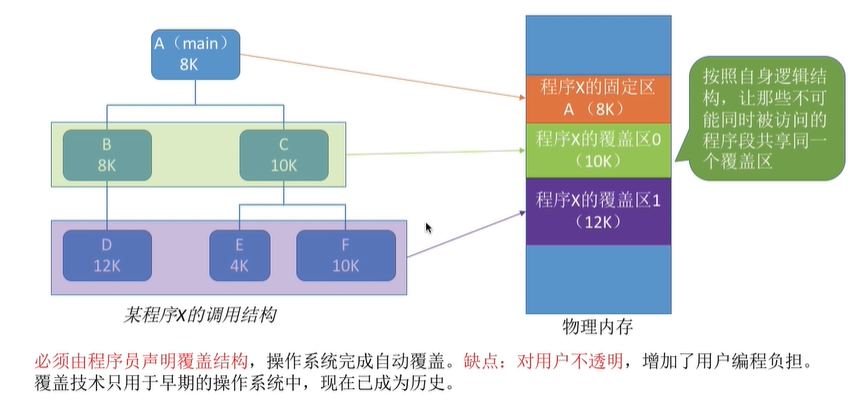 A（main）
8K
B
8K
C
10K
D
12K
E
4K
F
10K
某程序X的调用结构
程序X的固定区
A （8K）
程序X的覆盖区0
（10K）
程序X的覆盖区1
（12K）
物理内存
按照自身逻辑结
构，让那些不可
能同时被访问的
程序段共享同一
个覆盖区
必须由程序员声明覆盖结构，操作系统完成自动覆盖。缺点：对用户不透明，增加了用户编程负担。
覆盖技术只用于早期的操作系统中，现在已成为历史。